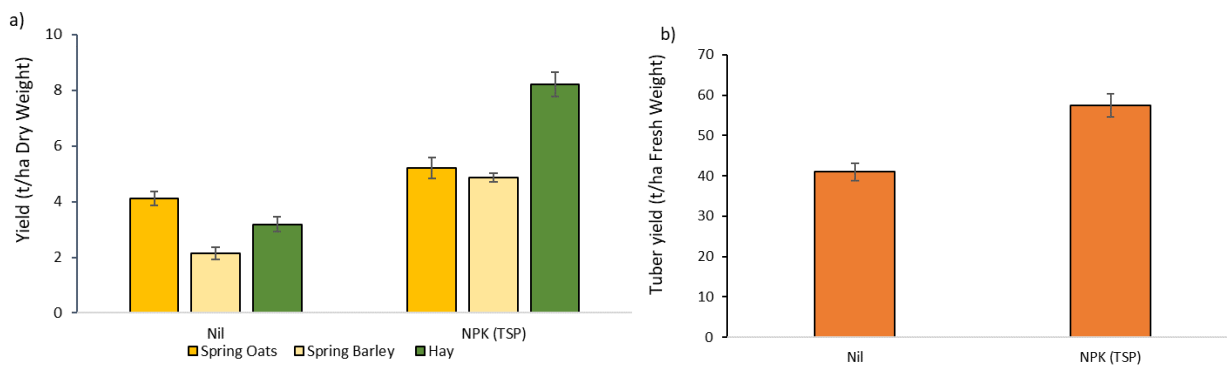 a)
Yield (t/ha Dry Weight)
10
8
6
4
2
0
Nil
NPK (TSP)
Spring Oats
Spring Barley
Hay
b)
Tuber yield (t/ha Fresh Weight)
70
60
50
40
30
20
10
0
Nil
NPK (TSP)